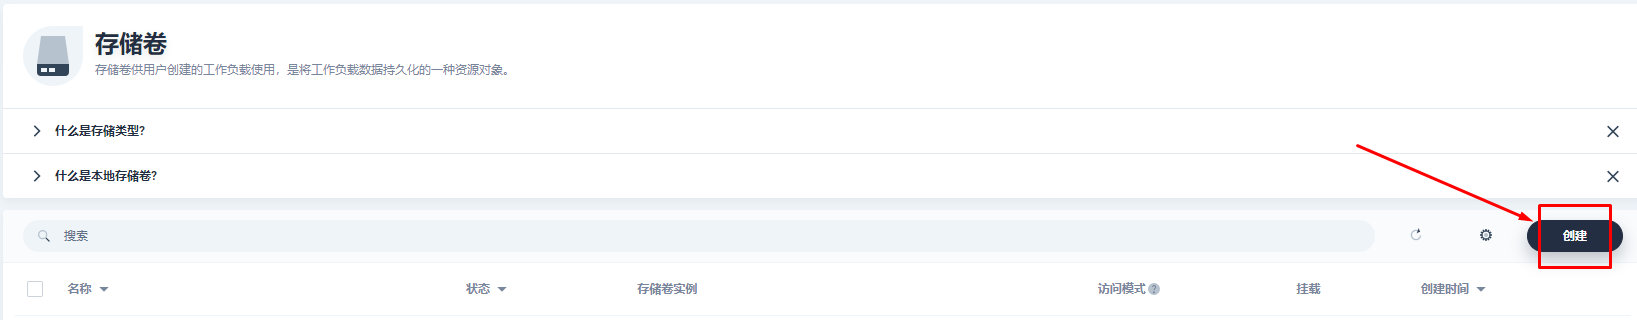 存储卷
存储卷供用户创建的工作负载使用，是将工作负载数据持久化的一种资源对象。
什么是存储类型?
什么是本地存储卷?
搜索
创建
名称 状态 存储卷实例 访问模式 挂载 创建时间